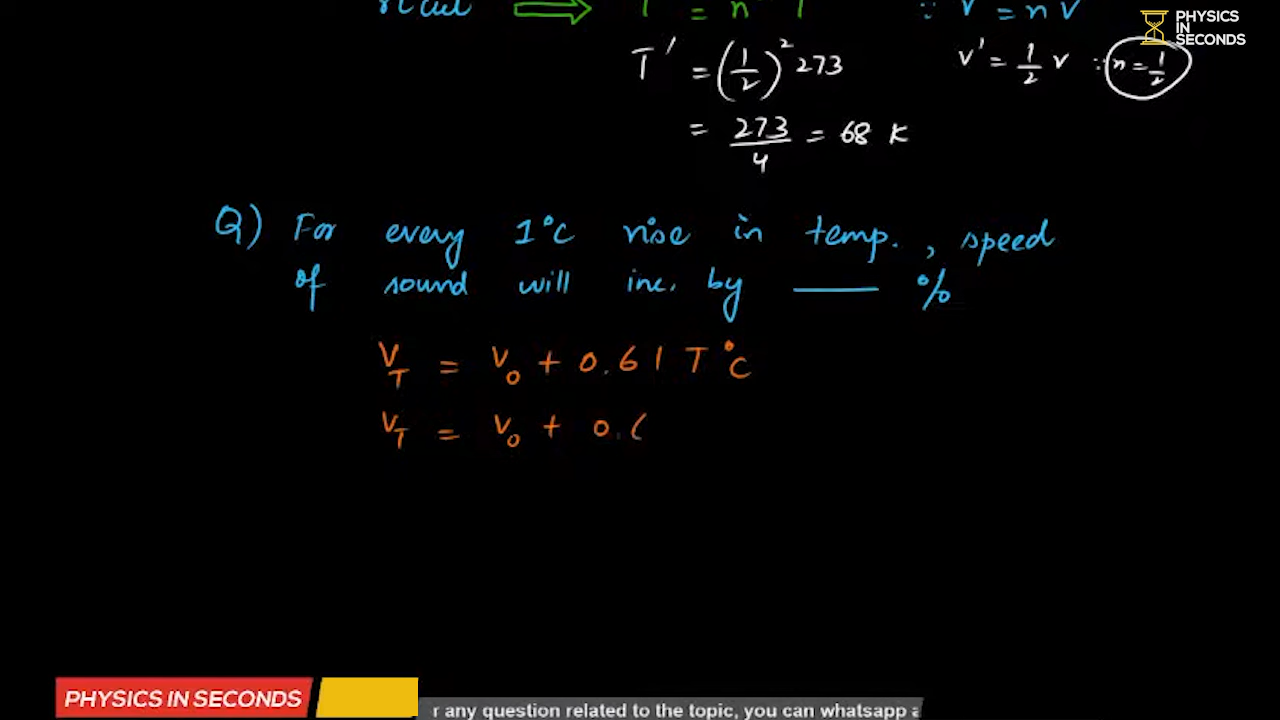 V = n V
PHYSICS
IN
SECONDS
T' = (1/2)² 273
v' = 1/2 v ∵ n = 1/2
= 273/4 = 68 K
Q) For every 1°C rise in temp., speed
of sound will inc. by ___ %
V_T = V_0 + 0.61 T °C
V_T = V_0 + 0.6
PHYSICS IN SECONDS
r any question related to the topic, you can whatsapp a